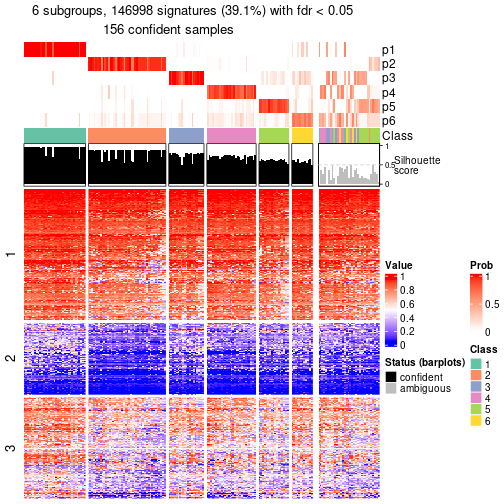 6 subgroups, 146998 signatures (39.1%) with fdr < 0.05
156 confident samples
p1
p2
p3
p4
p5
p6
Class
1
0.5
0
Silhouette
score
1
2
3
Value
1
0.8
0.6
0.4
0.2
0
Prob
1
0.5
0
Status (barplots)
confident
ambiguous
Class
1
2
3
4
5
6